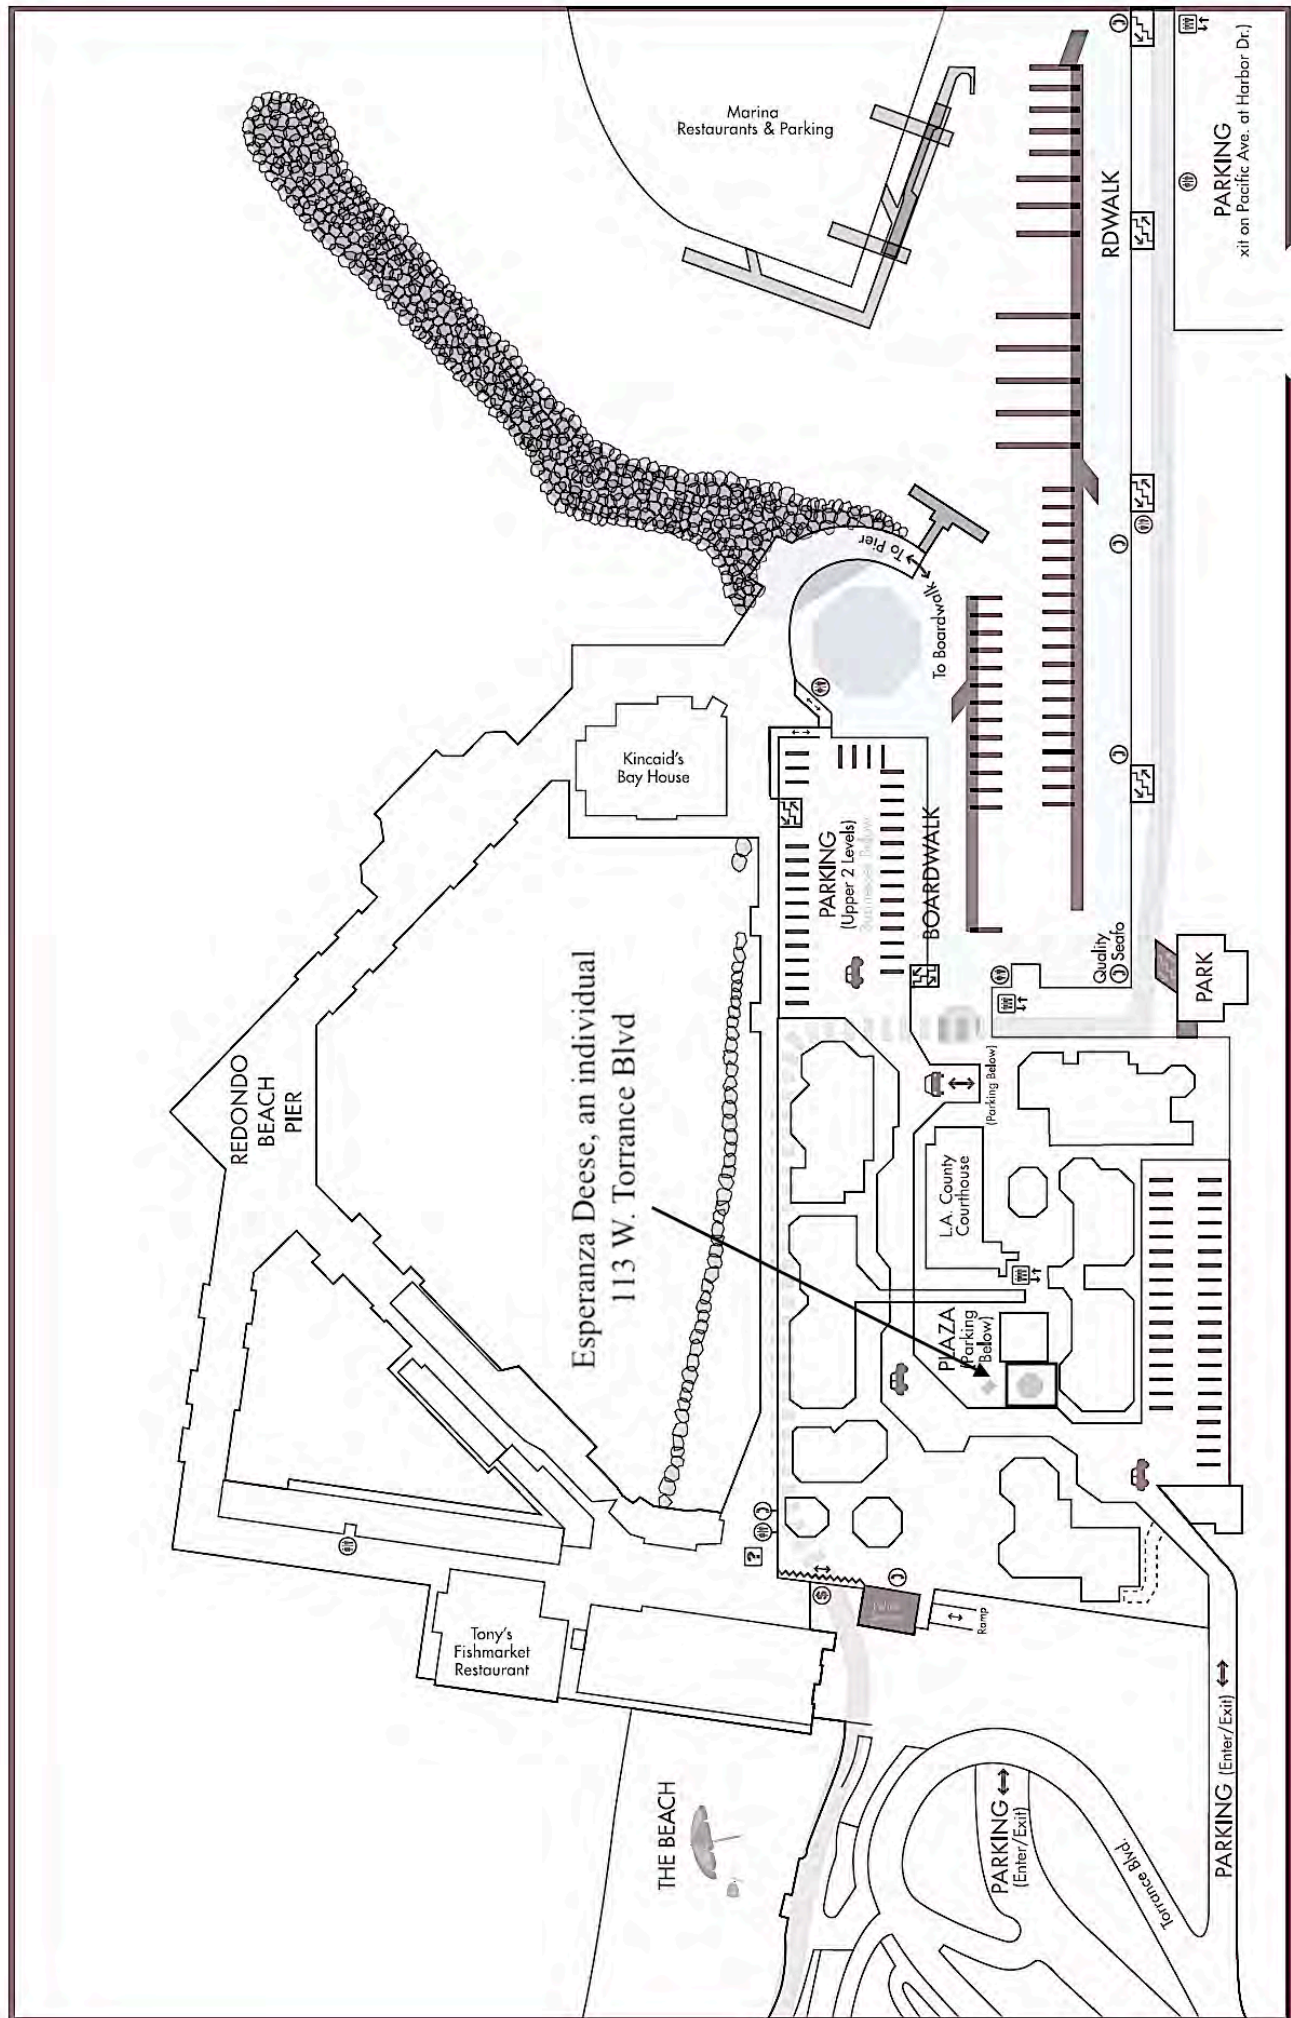 Marina
Restaurants & Parking
RDWALK
PARKING
xit on Pacific Ave. at Harbor Dr.)
To Pier
To Boardwalk
Kincaid's
Bay House
PARKING
(Upper 2 Levels)
Businesses Below
BOARDWALK
Quality
Seafo
PARK
REDONDO
BEACH
PIER
Esperanza Deese, an individual
113 W. Torrance Blvd
(Parking Below)
L.A. County
Courthouse
PLAZA
(Parking
Below)
?
$
Ramp
Tony's
Fishmarket
Restaurant
THE BEACH
PARKING
(Enter/Exit)
Torrance Blvd.
PARKING (Enter/Exit)